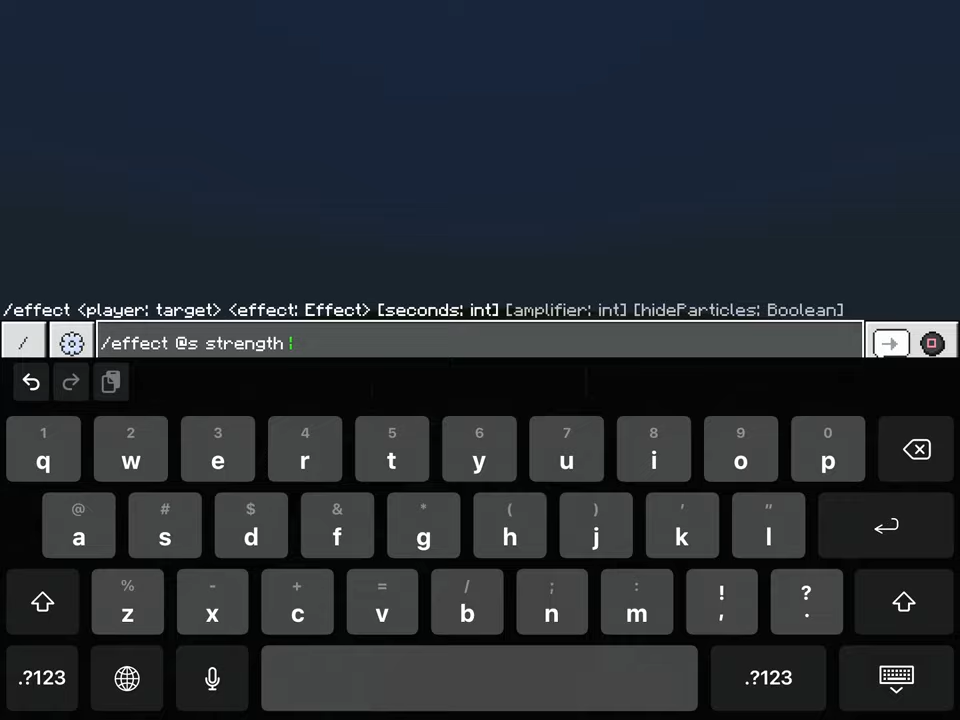 /effect <player: target> <effect: Effect> [seconds: int] [amplifier: int] [hideParticles: Boolean]
/ /effect @s strength
1 2 3 4 5 6 7 8 9 0
q w e r t y u i o p
@ # $ & * ( ) ' "
a s d f g h j k l
% - + = / ; : ! ?
z x c v b n m , .
.?123 .?123